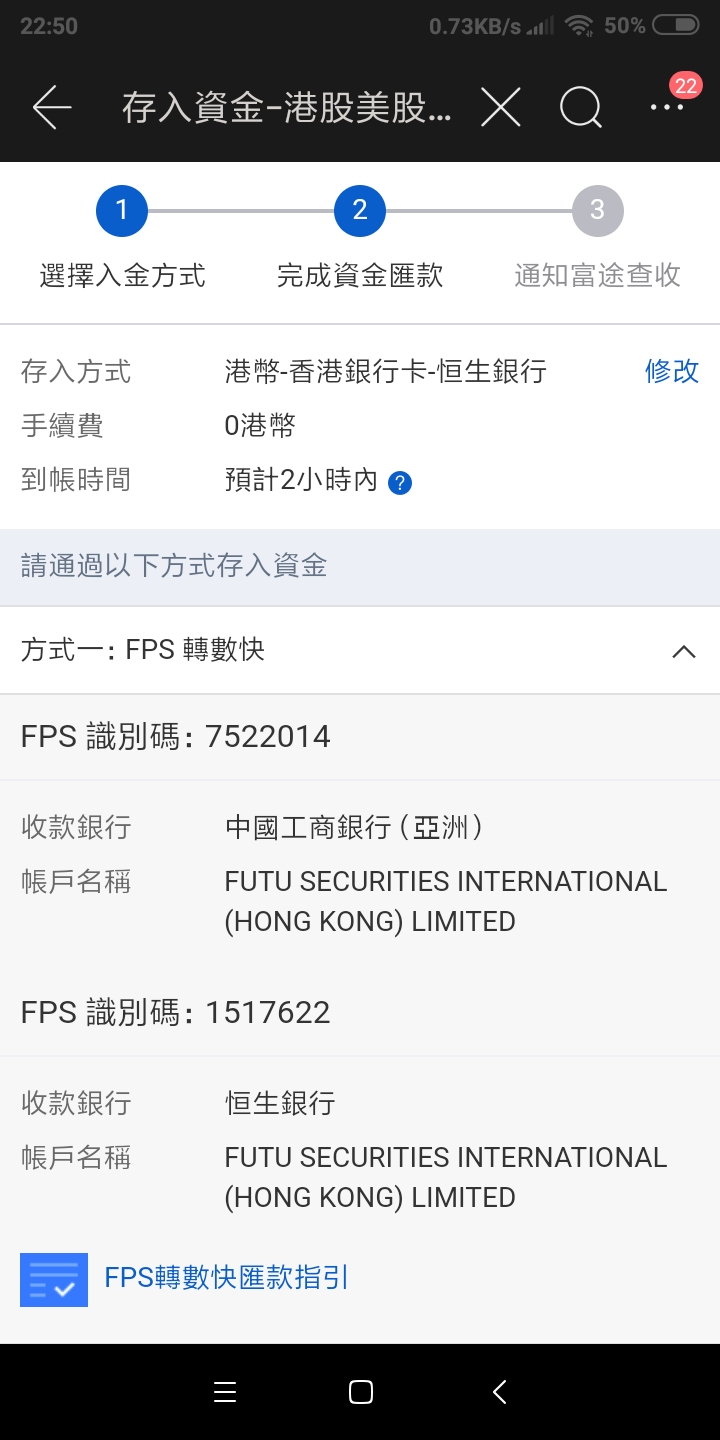 22:50 0.73KB/s 50%
存入資金-港股美股... 22
1 2 3
選擇入金方式 完成資金匯款 通知富途查收
存入方式 港幣-香港銀行卡-恒生銀行 修改
手續費 0港幣
到帳時間 預計2小時內 ?
請通過以下方式存入資金
方式一: FPS 轉數快
FPS 識別碼: 7522014
收款銀行 中國工商銀行(亞洲)
帳戶名稱 FUTU SECURITIES INTERNATIONAL
(HONG KONG) LIMITED
FPS 識別碼: 1517622
收款銀行 恒生銀行
帳戶名稱 FUTU SECURITIES INTERNATIONAL
(HONG KONG) LIMITED
FPS轉數快匯款指引